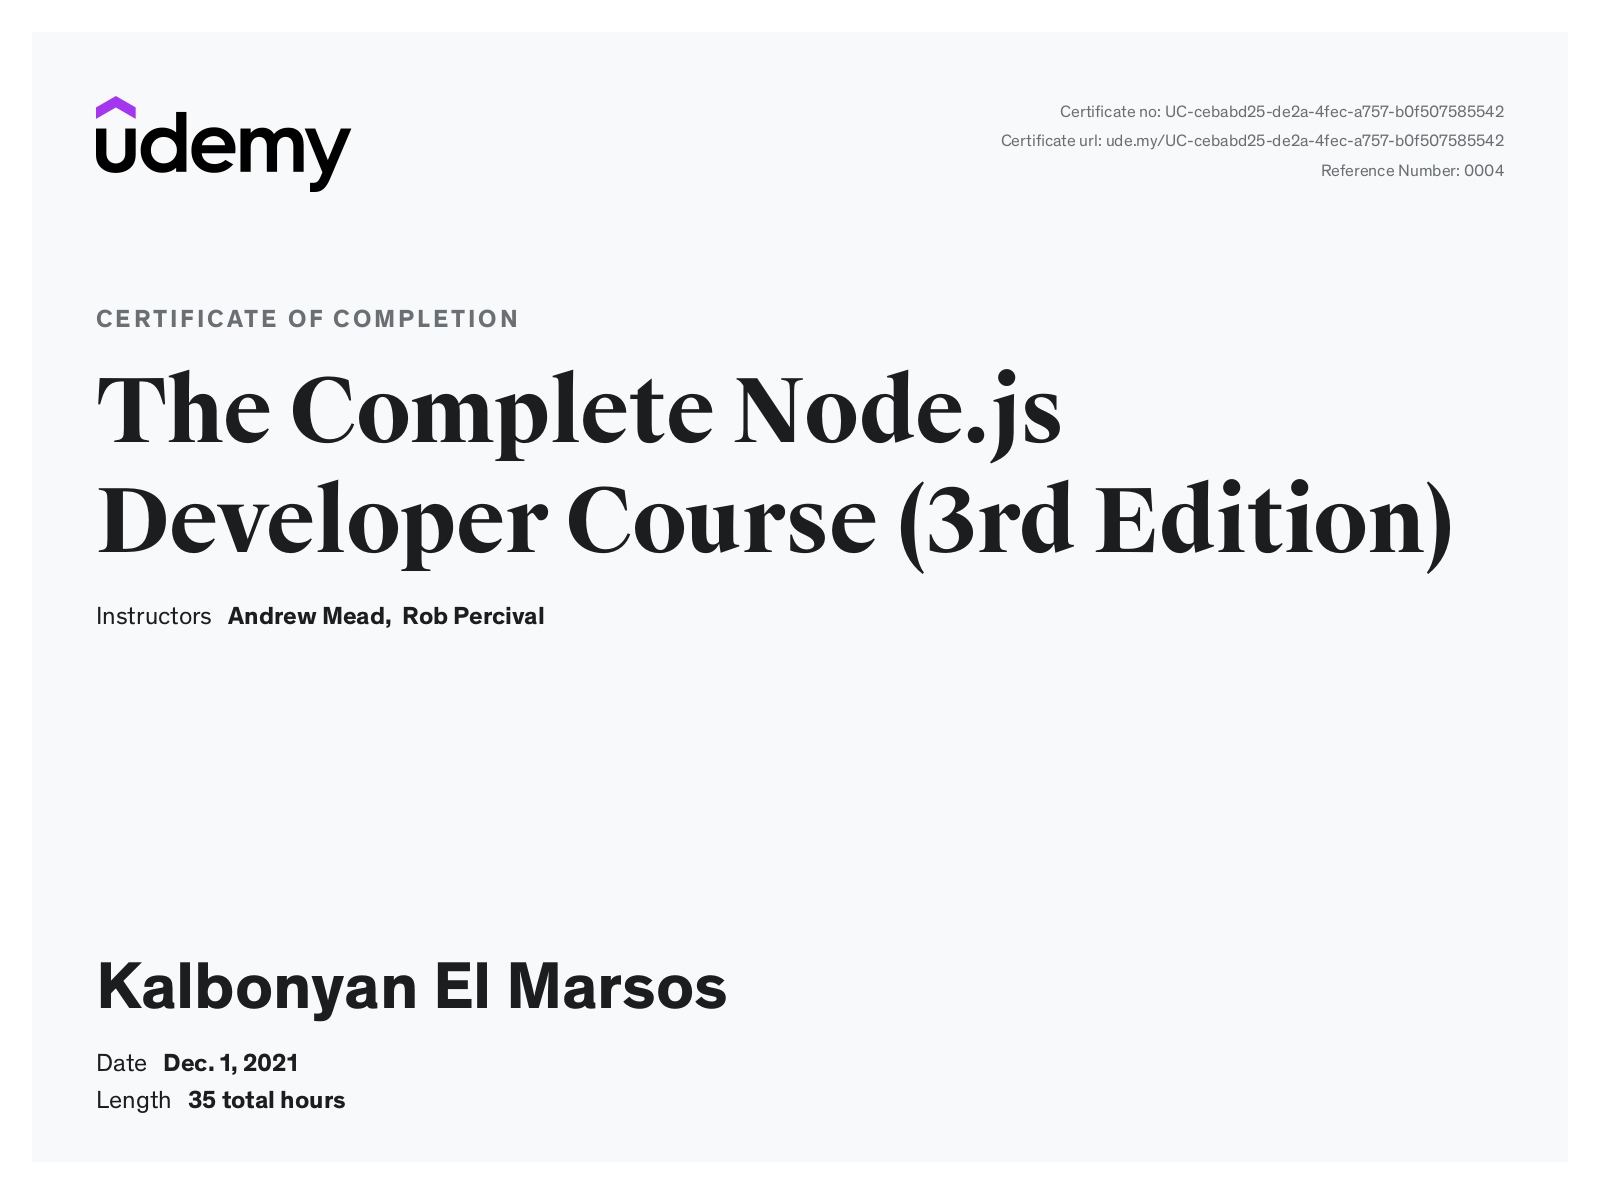 udemy
Certificate no: UC-cebabd25-de2a-4fec-a757-b0f507585542
Certificate url: ude.my/UC-cebabd25-de2a-4fec-a757-b0f507585542
Reference Number: 0004
CERTIFICATE OF COMPLETION
The Complete Node.js
Developer Course (3rd Edition)
Instructors Andrew Mead, Rob Percival
Kalbonyan El Marsos
Date Dec. 1, 2021
Length 35 total hours